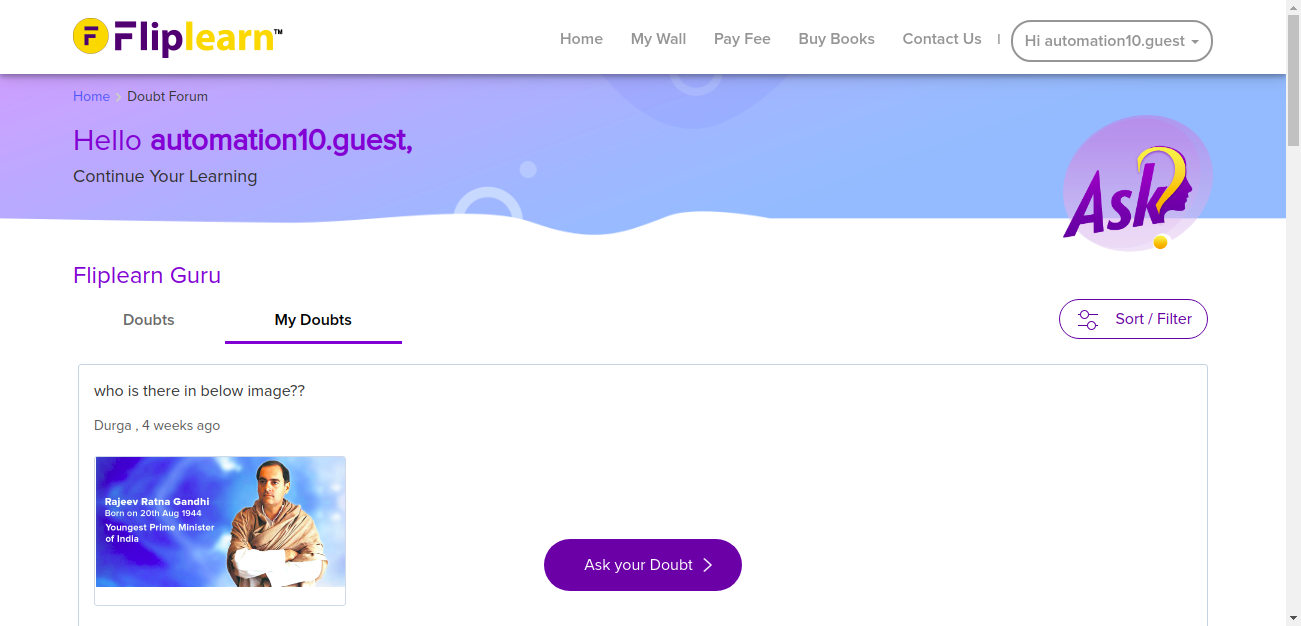 Fliplearn™
Home My Wall Pay Fee Buy Books Contact Us | Hi automation10.guest
Home > Doubt Forum
Hello automation10.guest,
Continue Your Learning
Ask?
Fliplearn Guru
Doubts My Doubts Sort / Filter
who is there in below image??
Durga , 4 weeks ago
Rajeev Ratna Gandhi
Born on 20th Aug 1944
Youngest Prime Minister
of India
Ask your Doubt >